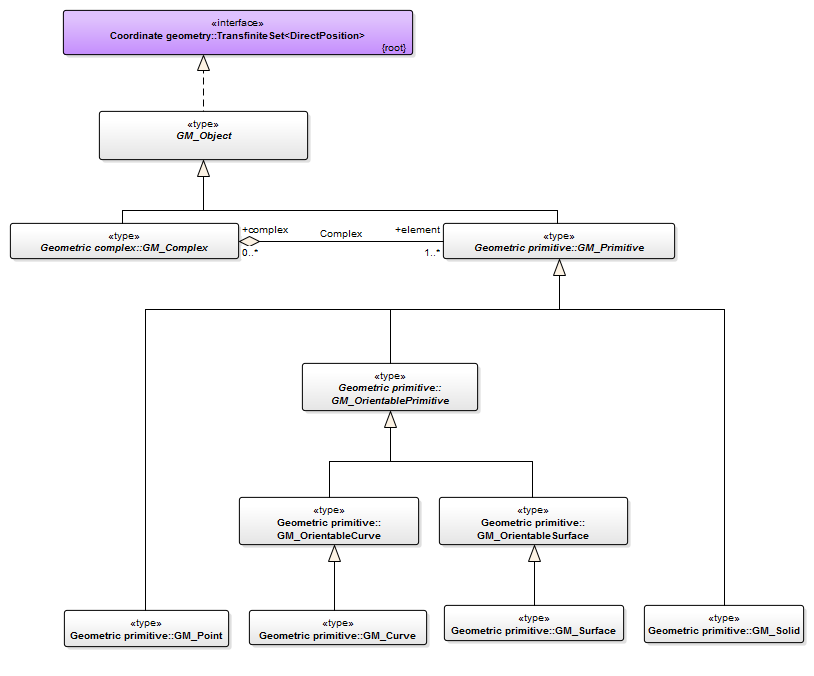 «interface»
Coordinate geometry::TransfiniteSet<DirectPosition>
{root}
«type»
GM_Object
«type»
Geometric complex::GM_Complex
+complex
0..*
Complex
+element
1..*
«type»
Geometric primitive::GM_Primitive
«type»
Geometric primitive::
GM_OrientablePrimitive
«type»
Geometric primitive::
GM_OrientableCurve
«type»
Geometric primitive::
GM_OrientableSurface
«type»
Geometric primitive::GM_Point
«type»
Geometric primitive::GM_Curve
«type»
Geometric primitive::GM_Surface
«type»
Geometric primitive::GM_Solid